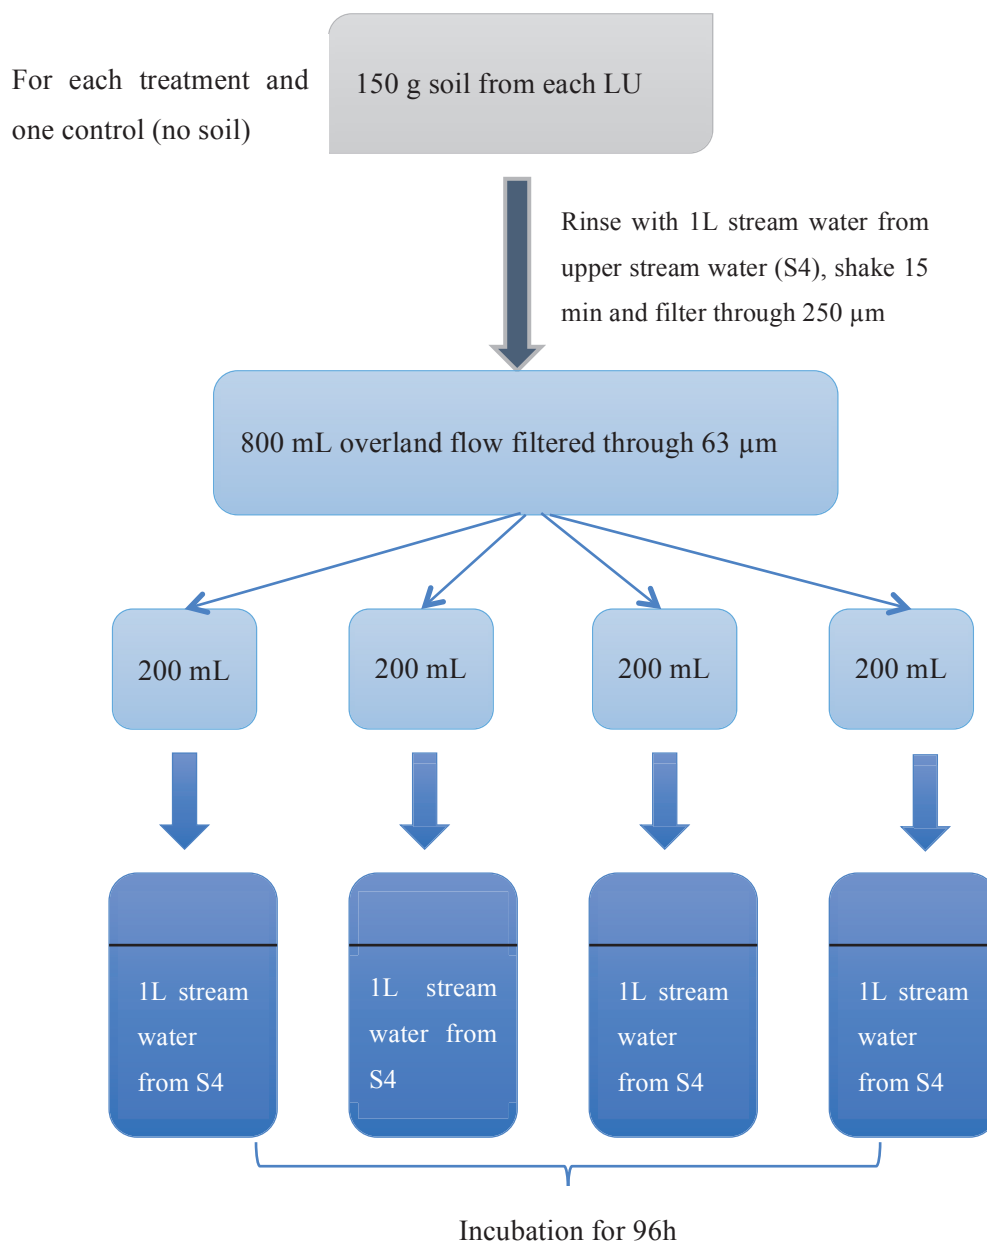 For each treatment and
one control (no soil)
150 g soil from each LU
Rinse with 1L stream water from
upper stream water (S4), shake 15
min and filter through 250 µm
800 mL overland flow filtered through 63 µm
200 mL
200 mL
200 mL
200 mL
1L stream
water
from S4
1L stream
water from
S4
1L stream
water
from S4
1L stream
water
from S4
Incubation for 96h